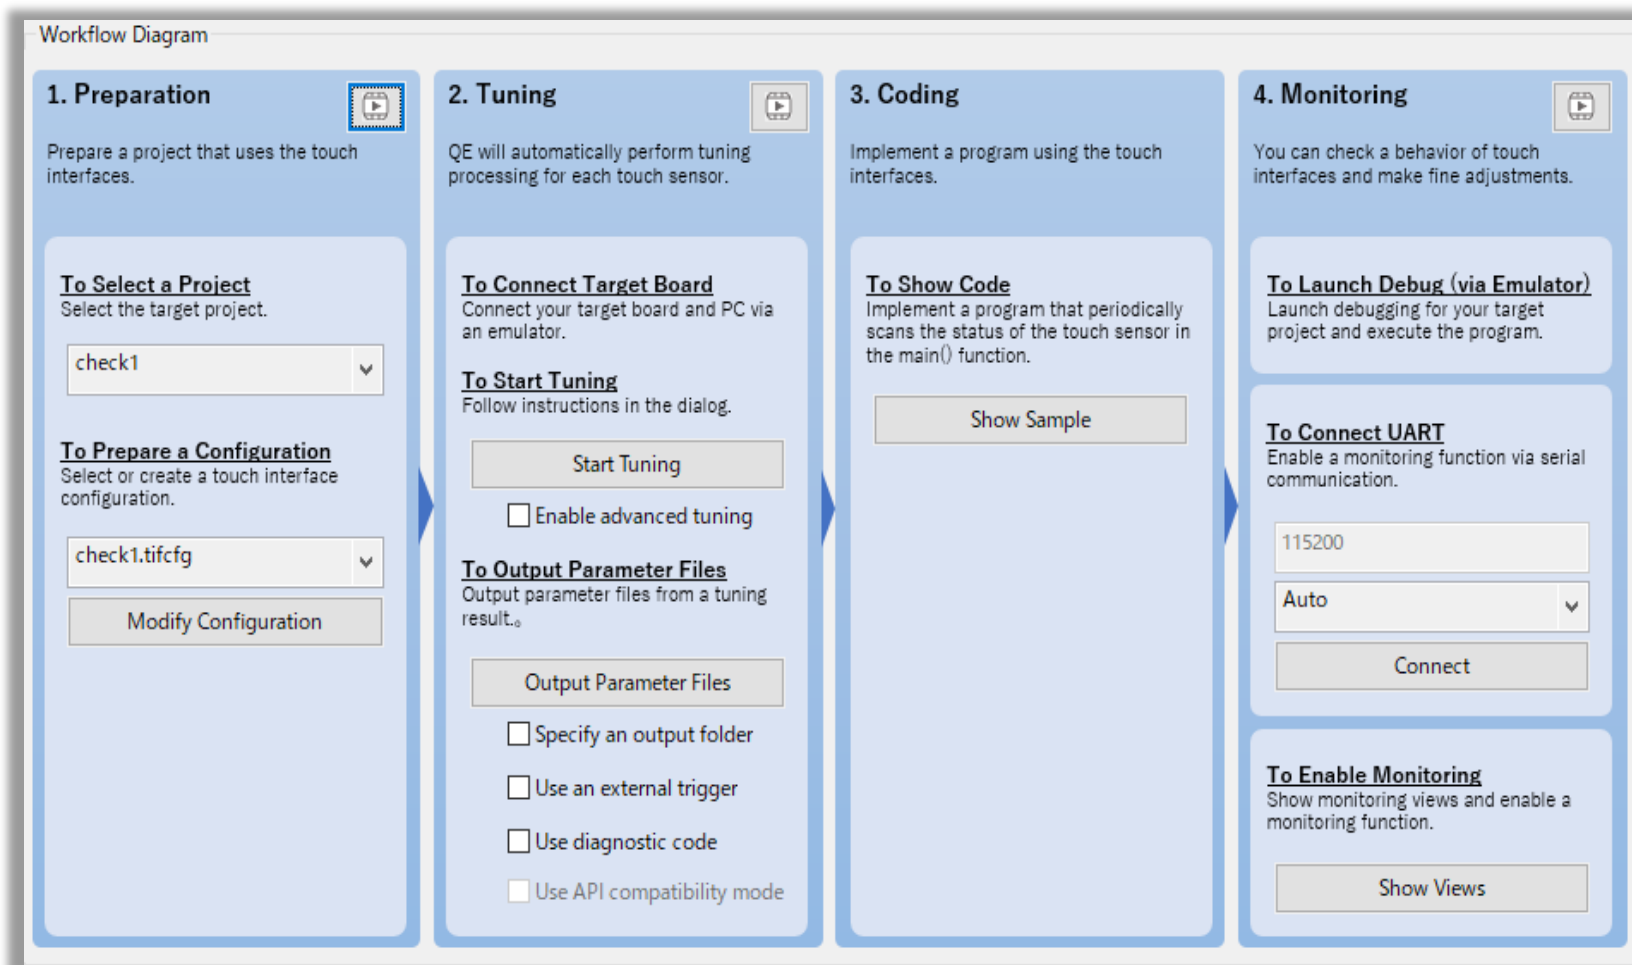 Workflow Diagram
1. Preparation
Prepare a project that uses the touch
interfaces.
To Select a Project
Select the target project.
check1
To Prepare a Configuration
Select or create a touch interface
configuration.
check1.tifcfg
Modify Configuration
2. Tuning
QE will automatically perform tuning
processing for each touch sensor.
To Connect Target Board
Connect your target board and PC via
an emulator.
To Start Tuning
Follow instructions in the dialog.
Start Tuning
Enable advanced tuning
To Output Parameter Files
Output parameter files from a tuning
result.。
Output Parameter Files
Specify an output folder
Use an external trigger
Use diagnostic code
Use API compatibility mode
3. Coding
Implement a program using the touch
interfaces.
To Show Code
Implement a program that periodically
scans the status of the touch sensor in
the main() function.
Show Sample
4. Monitoring
You can check a behavior of touch
interfaces and make fine adjustments.
To Launch Debug (via Emulator)
Launch debugging for your target
project and execute the program.
To Connect UART
Enable a monitoring function via serial
communication.
115200
Auto
Connect
To Enable Monitoring
Show monitoring views and enable a
monitoring function.
Show Views